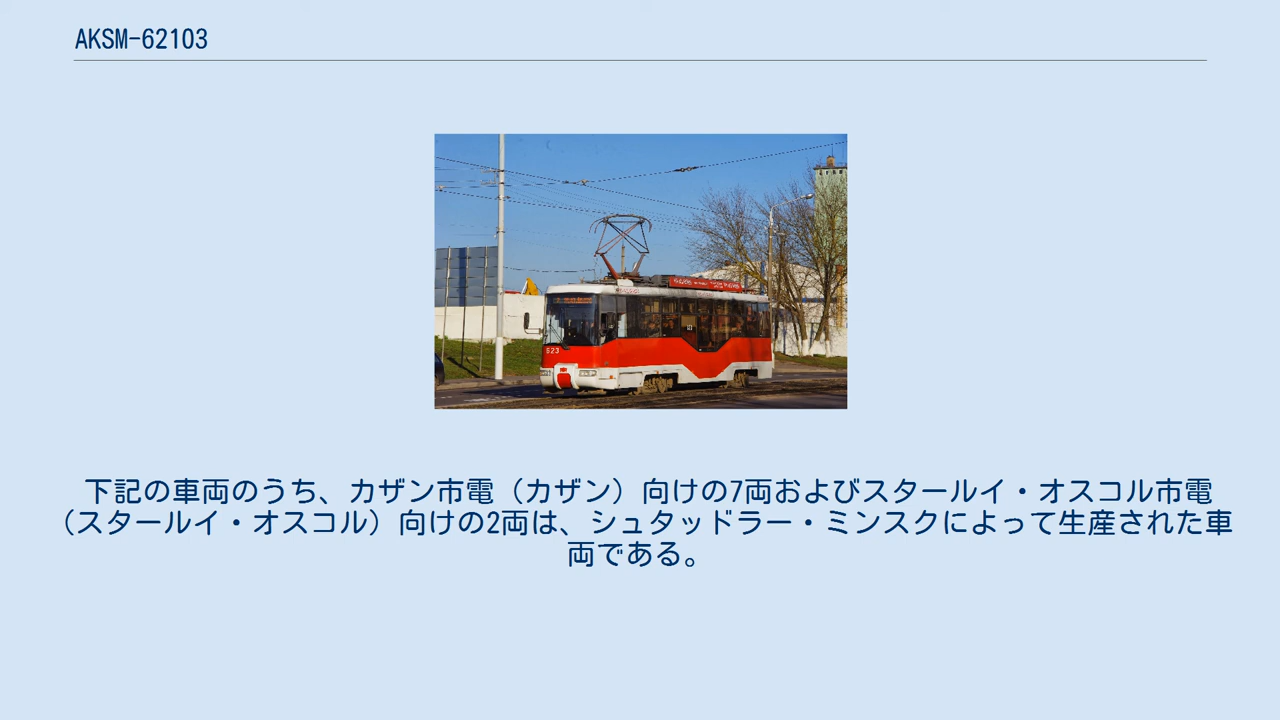 AKSM-62103
623
下記の車両のうち、カザン市電（カザン）向けの7両およびスタールイ・オスコル市電
（スタールイ・オスコル）向けの2両は、シュタッドラー・ミンスクによって生産された車
両である。